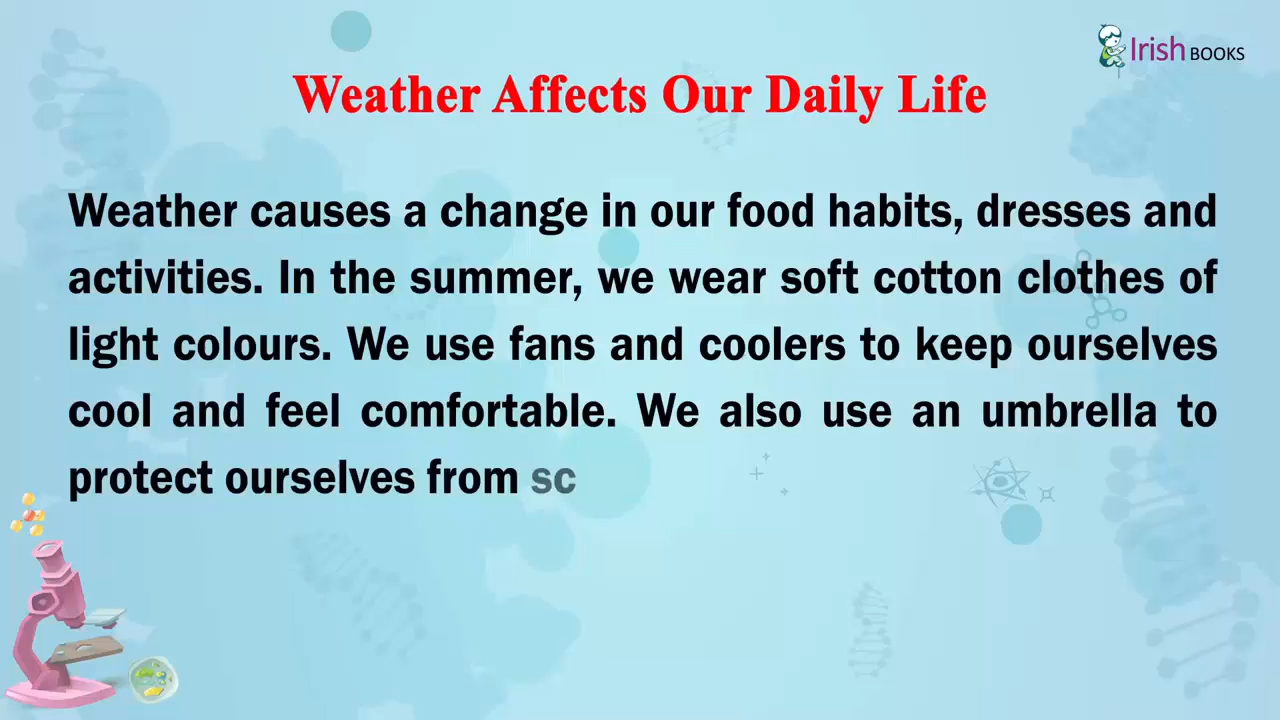 Irish BOOKS
Weather Affects Our Daily Life
Weather causes a change in our food habits, dresses and
activities. In the summer, we wear soft cotton clothes of
light colours. We use fans and coolers to keep ourselves
cool and feel comfortable. We also use an umbrella to
protect ourselves from sc